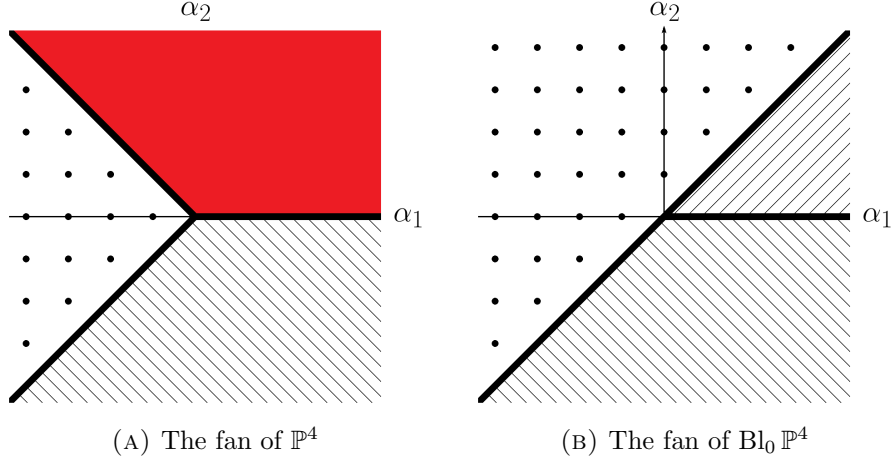 α₂
α₂
α₁
α₁
(A) The fan of ℙ⁴
(B) The fan of Bl₀ ℙ⁴